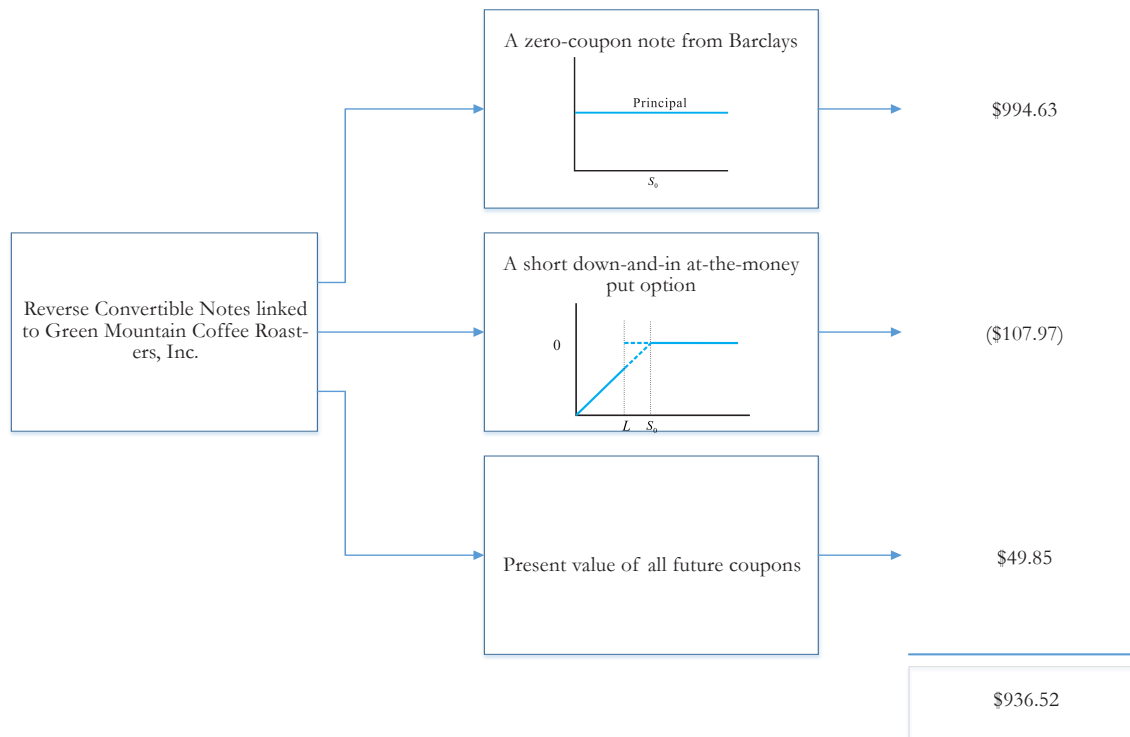 A zero-coupon note from Barclays
Principal
S₀
$994.63
Reverse Convertible Notes linked
to Green Mountain Coffee Roast-
ers, Inc.
A short down-and-in at-the-money
put option
0
L S₀
($107.97)
Present value of all future coupons
$49.85
$936.52